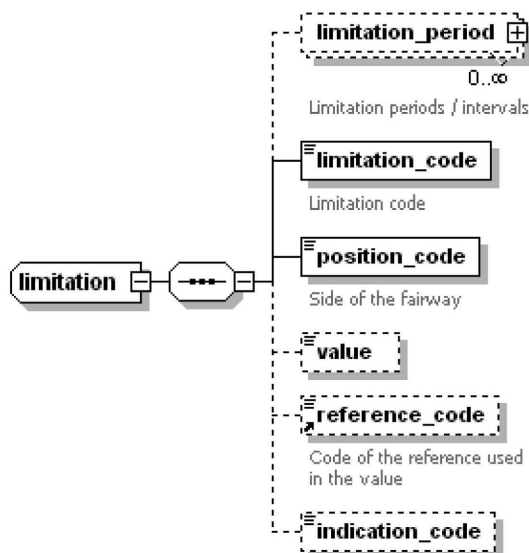 limitation_period
0..∞
Limitation periods / intervals
limitation_code
Limitation code
limitation
position_code
Side of the fairway
value
reference_code
Code of the reference used
in the value
indication_code